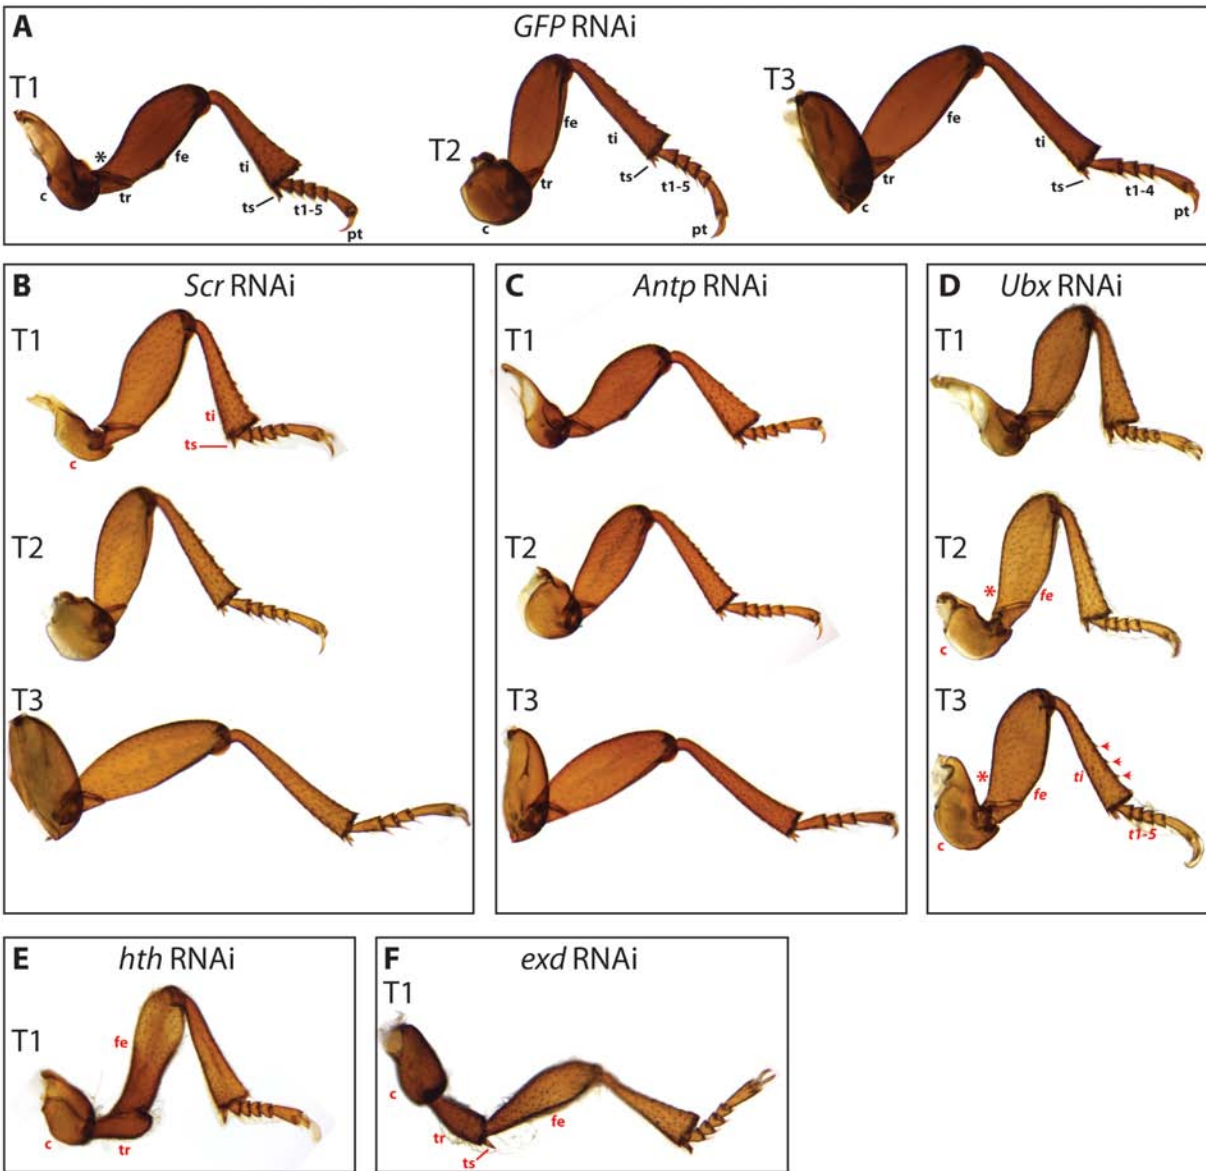 A
GFP RNAi
T1
*
fe
ti
c
tr
ts
t1-5
pt
T2
fe
ti
tr
ts
t1-5
c
pt
T3
fe
ti
tr
ts
t1-4
c
pt
B
Scr RNAi
T1
ti
ts
c
T2
T3
C
Antp RNAi
T1
T2
T3
D
Ubx RNAi
T1
T2
*
fe
c
T3
*
ti
fe
t1-5
c
E
hth RNAi
T1
fe
c
tr
F
exd RNAi
T1
c
tr
fe
ts